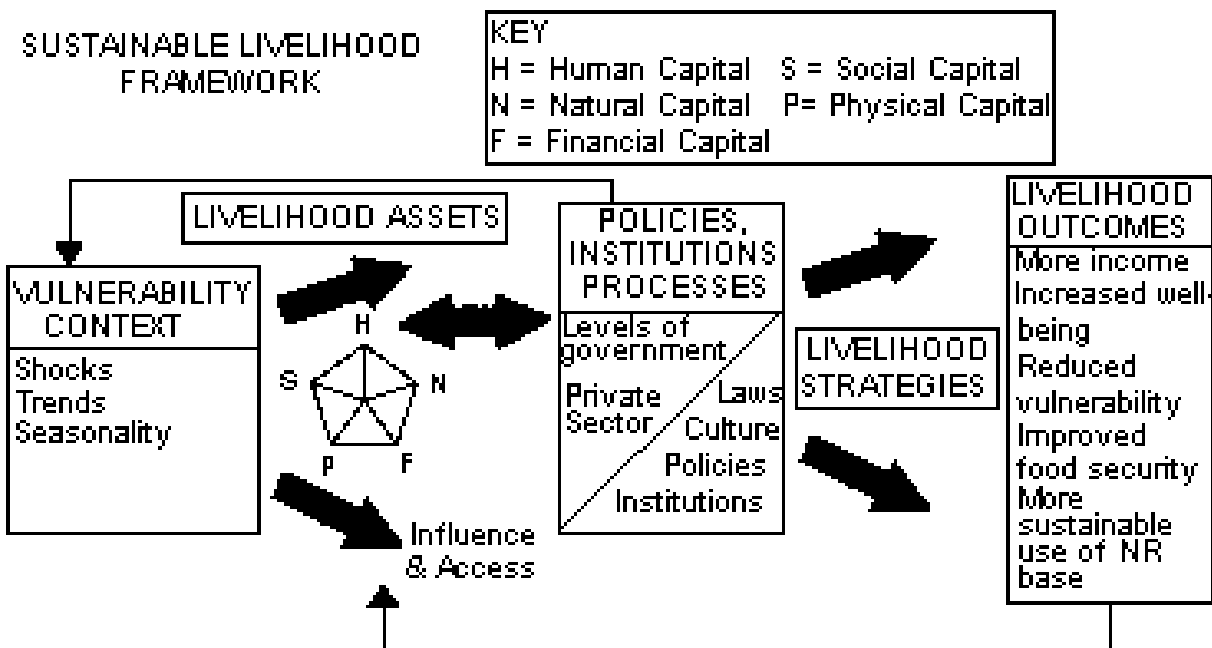 SUSTAINABLE LIVELIHOOD
FRAMEWORK
KEY
H = Human Capital S = Social Capital
N = Natural Capital P= Physical Capital
F = Financial Capital
LIVELIHOOD ASSETS
VULNERABILITY
CONTEXT
Shocks
Trends
Seasonality
H
S
N
P
F
Influence
& Access
POLICIES,
INSTITUTIONS
PROCESSES
Levels of
government
Private
Sector
Laws
Culture
Policies
Institutions
LIVELIHOOD
STRATEGIES
LIVELIHOOD
OUTCOMES
More income
Increased well-
being
Reduced
vulnerability
Improved
food security
More
sustainable
use of NR
base